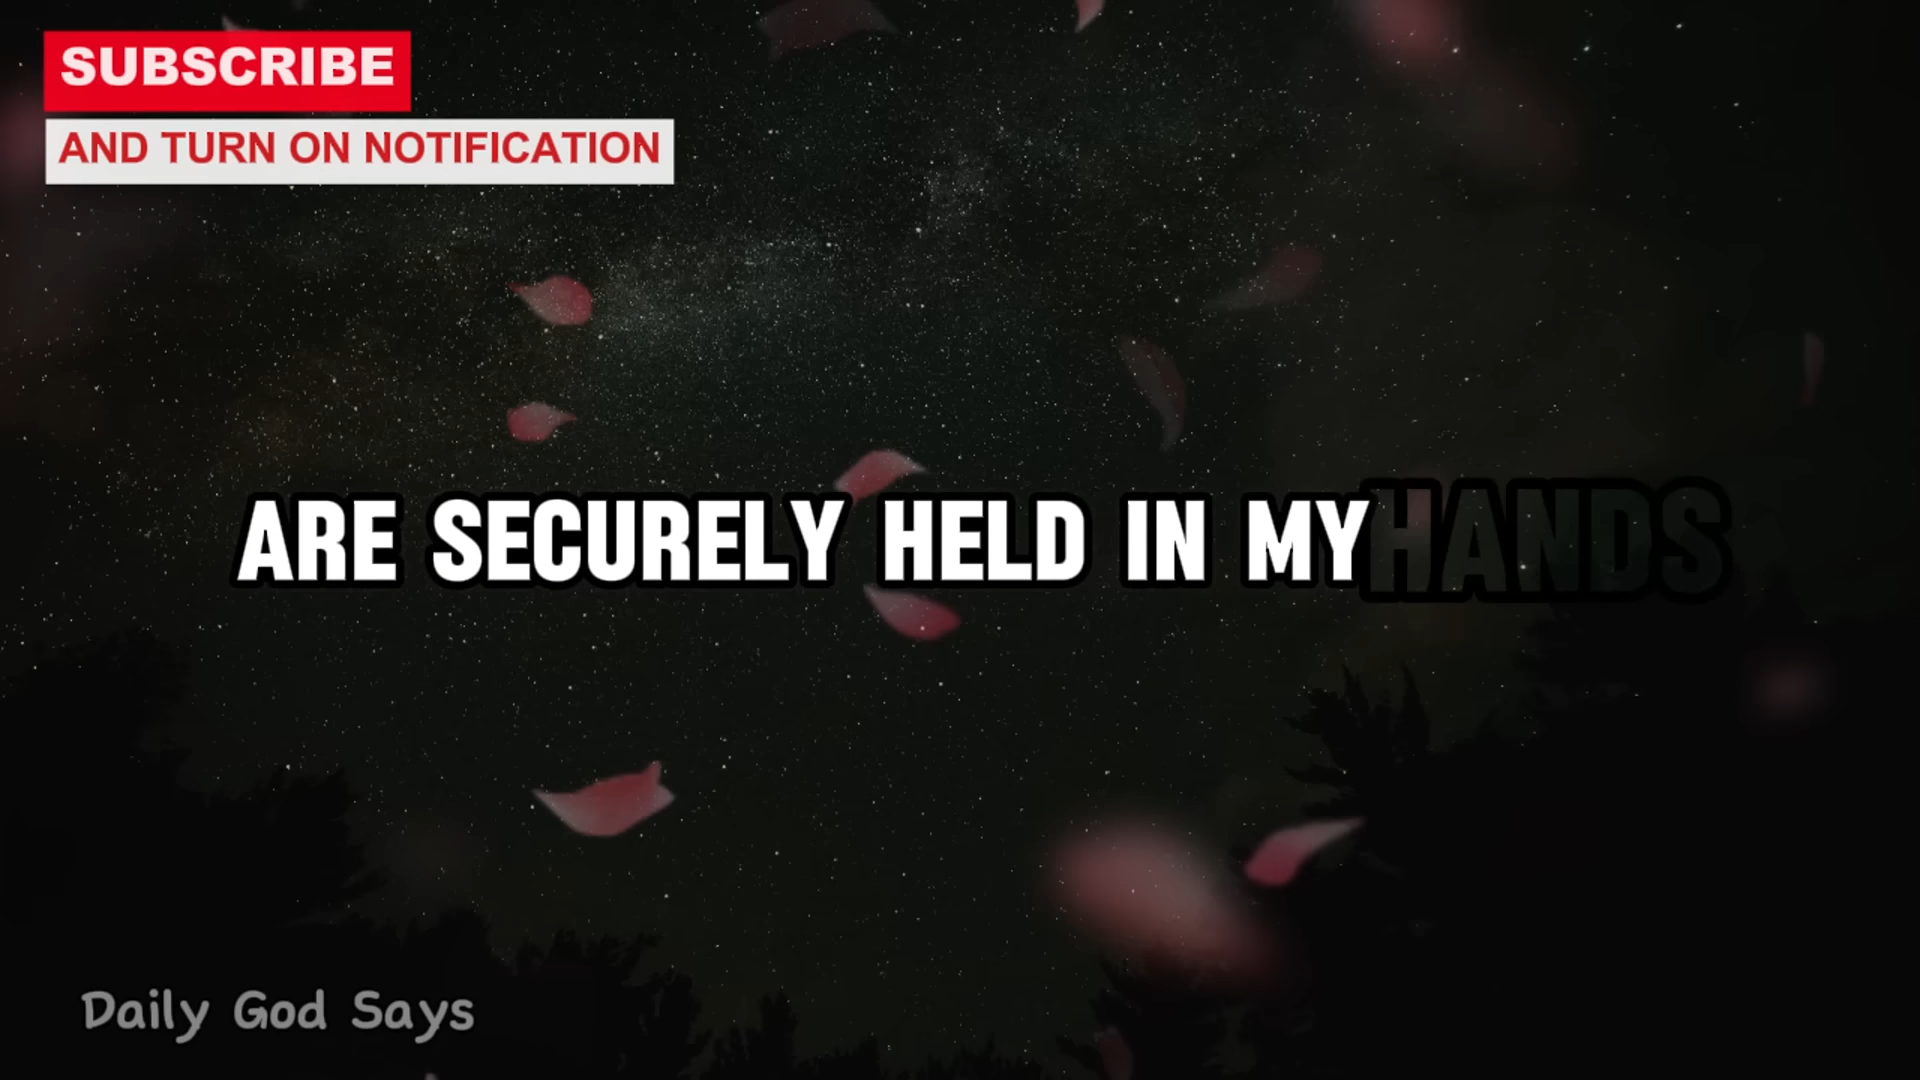 SUBSCRIBE
AND TURN ON NOTIFICATION
ARE SECURELY HELD IN MY HANDS
Daily God Says